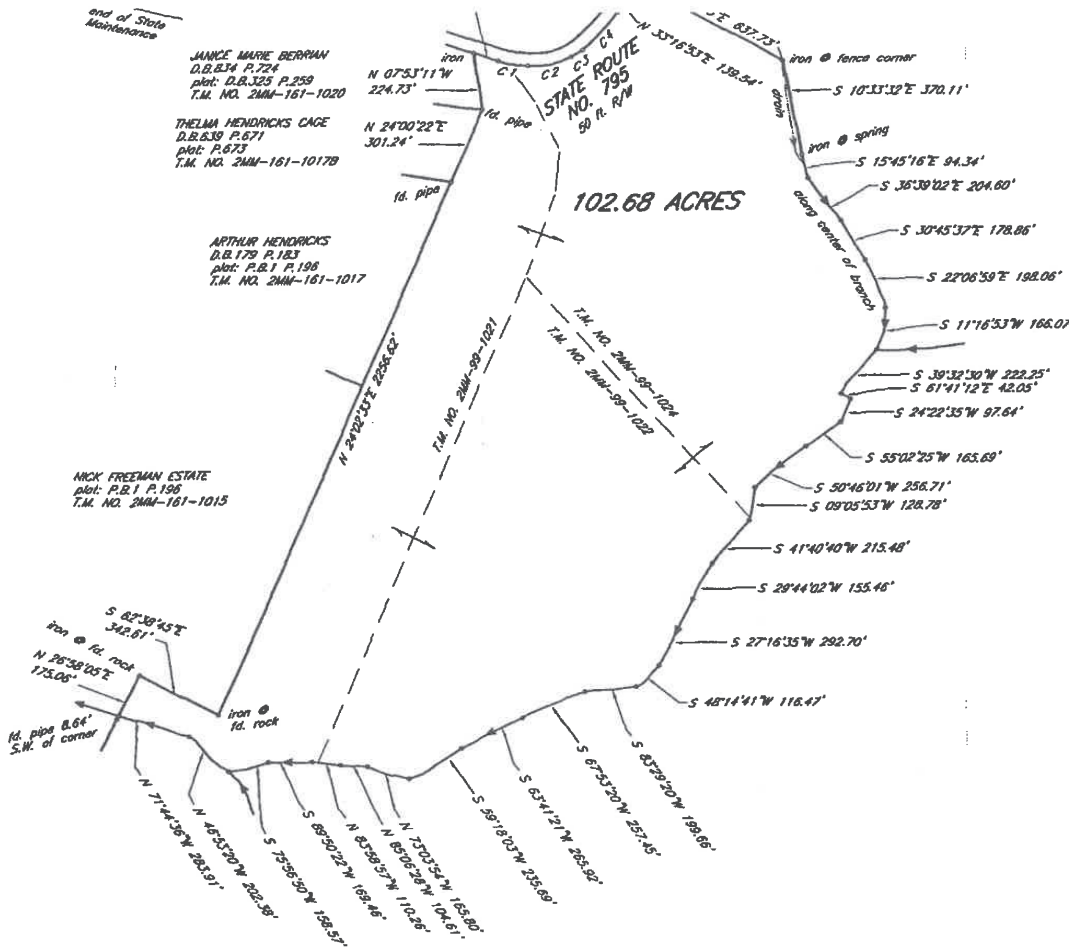 end of State
Maintenance
JANICE MARIE BERRIAN
D.B.834 P.724
plat: D.B.325 P.259
T.M. NO. 2MM-161-1020
THELMA HENDRICKS CAGE
D.B.639 P.671
plat: P.673
T.M. NO. 2MM-161-1017B
ARTHUR HENDRICKS
D.B.179 P.183
plat: P.B.1 P.196
T.M. NO. 2MM-161-1017
NICK FREEMAN ESTATE
plat: P.B.1 P.196
T.M. NO. 2MM-161-1015
iron
N 07°53'11"W
224.73'
fd. pipe
N 24°00'22"E
301.24'
fd. pipe
C1
C2
C3
C4
STATE ROUTE
NO. 795
50 ft. R/W
N 33°16'53"E 139.54'
E 637.73'
iron @ fence corner
S 10°33'32"E 370.11'
drain
iron @ spring
S 15°45'16"E 94.34'
S 36°39'02"E 204.60'
along center of branch
S 30°45'37"E 178.86'
S 22°06'59"E 198.06'
S 11°16'53"W 166.07
S 39°32'30"W 222.25'
S 61°41'12"E 42.05'
S 24°22'35"W 97.64'
S 55°02'25"W 165.69'
S 50°46'01"W 256.71'
S 09°05'53"W 128.78'
S 41°40'40"W 215.48'
S 29°44'02"W 155.46'
S 27°16'35"W 292.70'
S 48°14'41"W 116.47'
102.68 ACRES
T.M. NO. 2MM-99-1024
T.M. NO. 2MM-99-1022
T.M. NO. 2MM-99-1021
N 24°02'33"E 2256.62'
S 62°38'45"E
342.61'
iron @ fd. rock
N 26°58'05"E
175.06'
fd. pipe 8.64'
S.W. of corner
iron @
fd. rock
N 71°44'36"W 283.91'
N 46°53'20"W 202.38'
S 75°56'50"W 158.57'
S 89°50'22"W 169.46'
N 83°58'57"W 110.26'
N 85°06'28"W 104.61'
N 73°03'54"W 165.80'
S 59°18'03"W 235.69'
S 63°41'21"W 265.92'
S 67°53'20"W 257.45'
S 83°29'20"W 199.66'